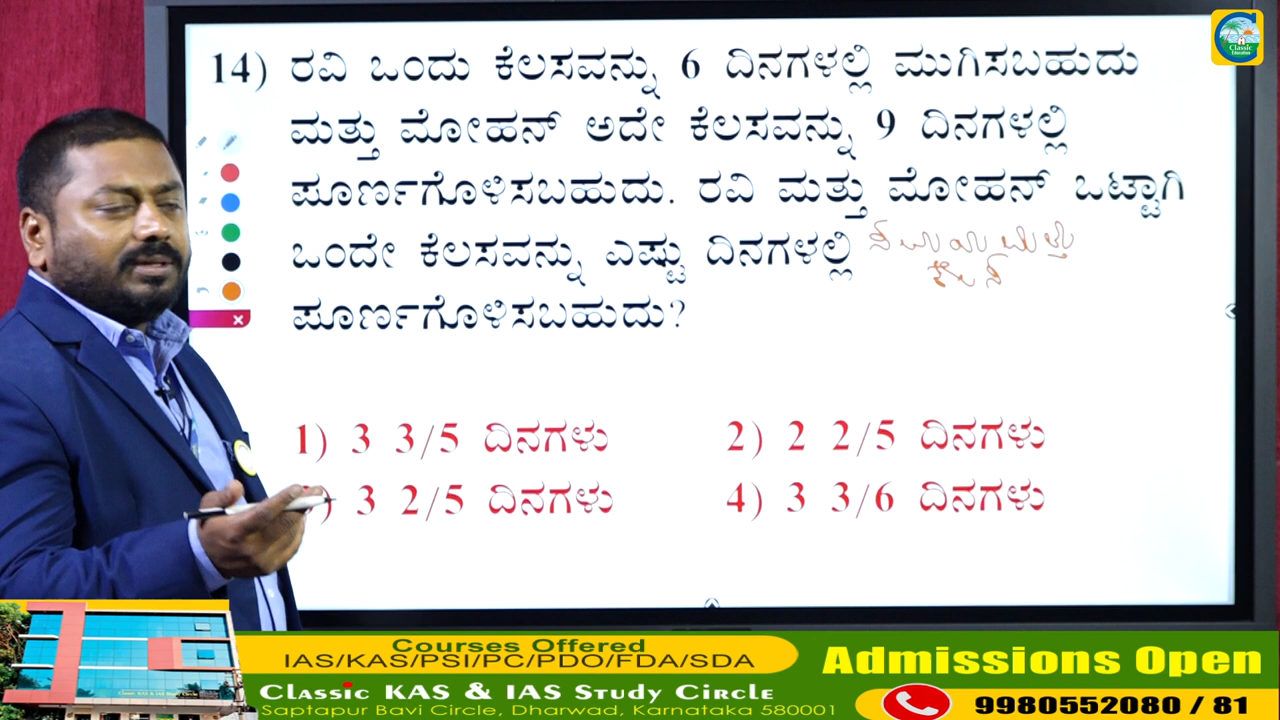 14) ರವಿ ಒಂದು ಕೆಲಸವನ್ನು 6 ದಿನಗಳಲ್ಲಿ ಮುಗಿಸಬಹುದು
ಮತ್ತು ಮೋಹನ್ ಅದೇ ಕೆಲಸವನ್ನು 9 ದಿನಗಳಲ್ಲಿ
ಪೂರ್ಣಗೊಳಿಸಬಹುದು. ರವಿ ಮತ್ತು ಮೋಹನ್ ಒಟ್ಟಾಗಿ
ಒಂದೇ ಕೆಲಸವನ್ನು ಎಷ್ಟು ದಿನಗಳಲ್ಲಿ
ಪೂರ್ಣಗೊಳಿಸಬಹುದು?
1) 3 3/5 ದಿನಗಳು 2) 2 2/5 ದಿನಗಳು
) 3 2/5 ದಿನಗಳು 4) 3 3/6 ದಿನಗಳು
Classic
Education
Courses Offered
IAS/KAS/PSI/PC/PDO/FDA/SDA
Classic KAS & IAS Study Circle
Saptapur Bavi Circle, Dharwad, Karnataka 580001
Admissions Open
9980552080 / 81